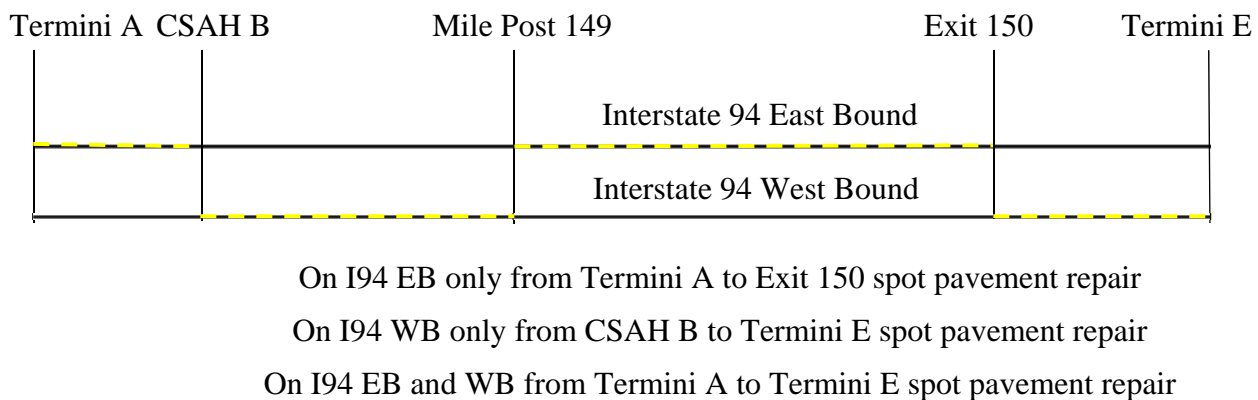 Termini A CSAH B Mile Post 149 Exit 150 Termini E
Interstate 94 East Bound
Interstate 94 West Bound
On I94 EB only from Termini A to Exit 150 spot pavement repair
On I94 WB only from CSAH B to Termini E spot pavement repair
On I94 EB and WB from Termini A to Termini E spot pavement repair